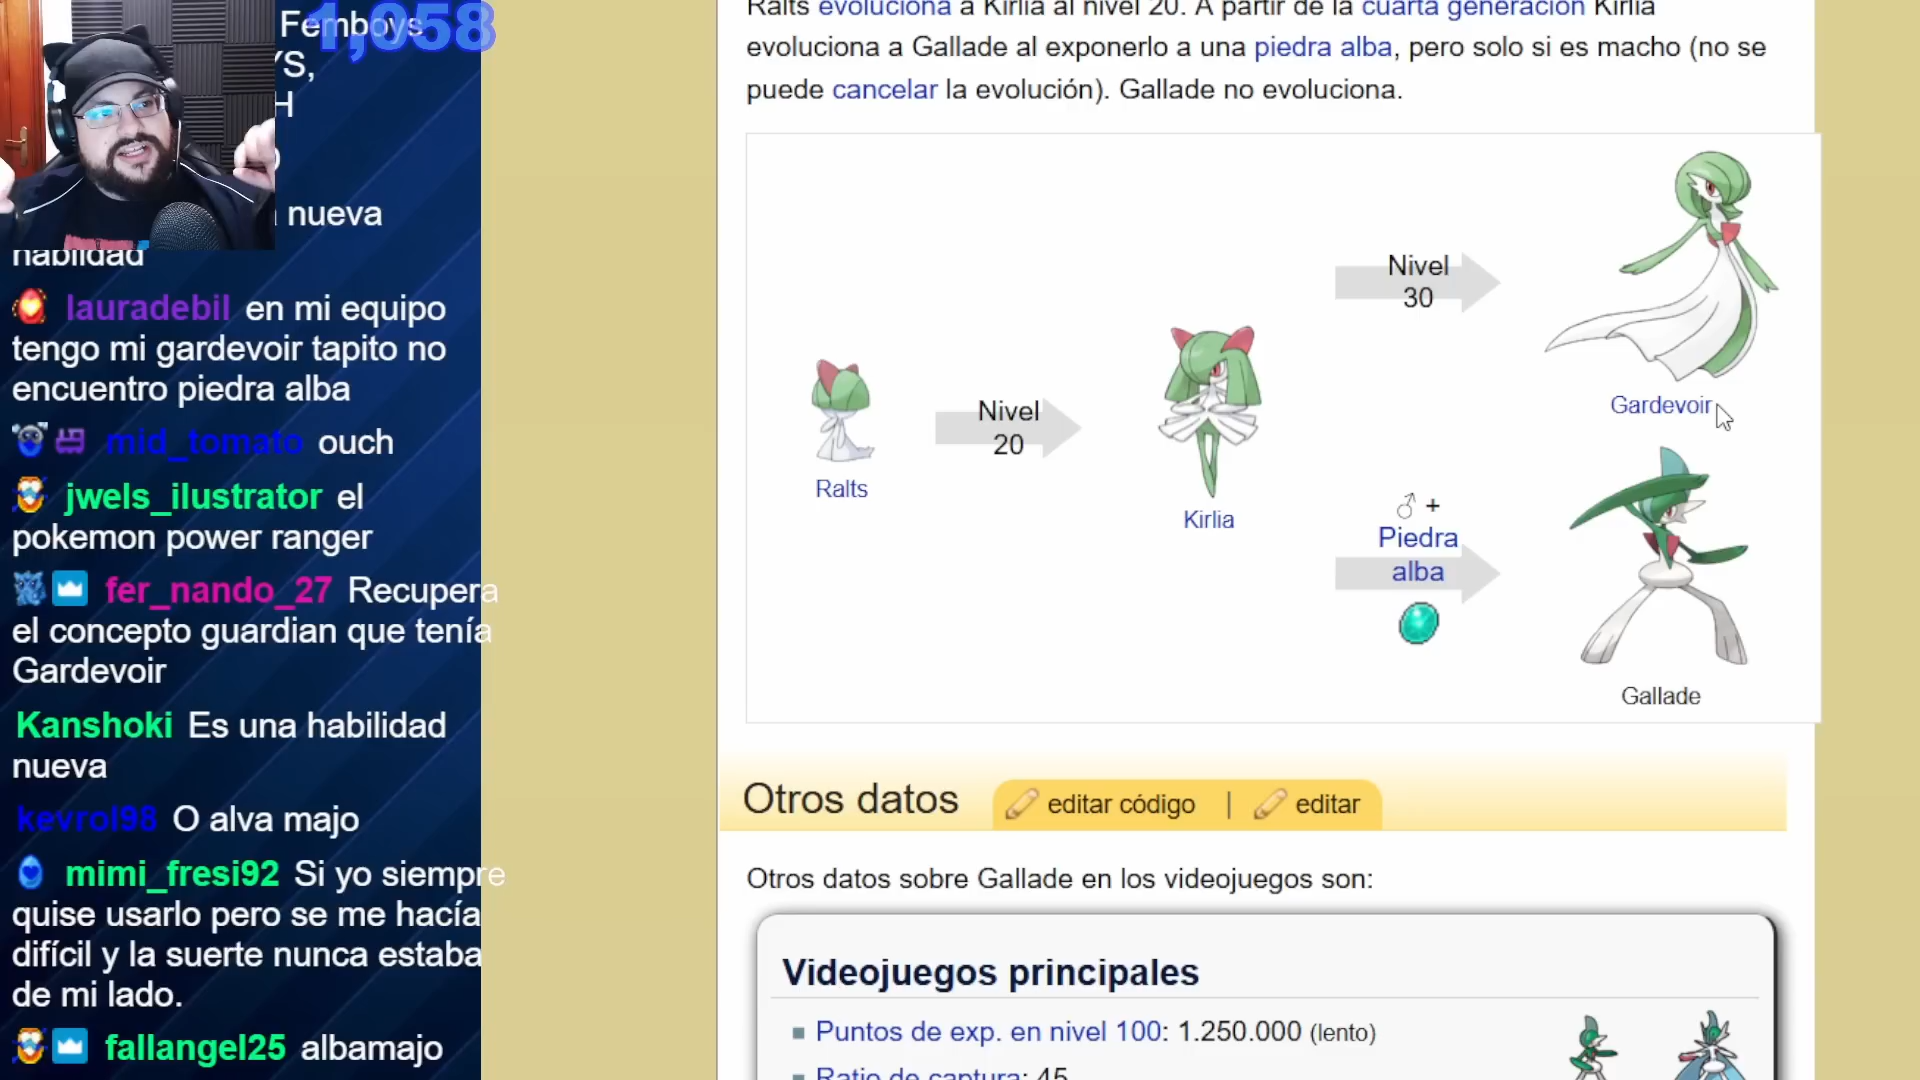 Femboys
1,058
YS,
H
nueva
habilidad
lauradebil en mi equipo
tengo mi gardevoir tapito no
encuentro piedra alba
mid_tomato ouch
jwels_ilustrator el
pokemon power ranger
fer_nando_27 Recupera
el concepto guardian que tenía
Gardevoir
Kanshoki Es una habilidad
nueva
kevrol98 O alva majo
mimi_fresi92 Si yo siempre
quise usarlo pero se me hacía
difícil y la suerte nunca estaba
de mi lado.
fallangel25 albamajo
Ralts evoluciona a Kirlia al nivel 20. A partir de la cuarta generación Kirlia
evoluciona a Gallade al exponerlo a una piedra alba, pero solo si es macho (no se
puede cancelar la evolución). Gallade no evoluciona.
Nivel
30
Gardevoir
Nivel
20
Ralts
Kirlia
♂ +
Piedra
alba
Gallade
Otros datos
editar código | editar
Otros datos sobre Gallade en los videojuegos son:
Videojuegos principales
Puntos de exp. en nivel 100: 1.250.000 (lento)
Ratio de captura: 45